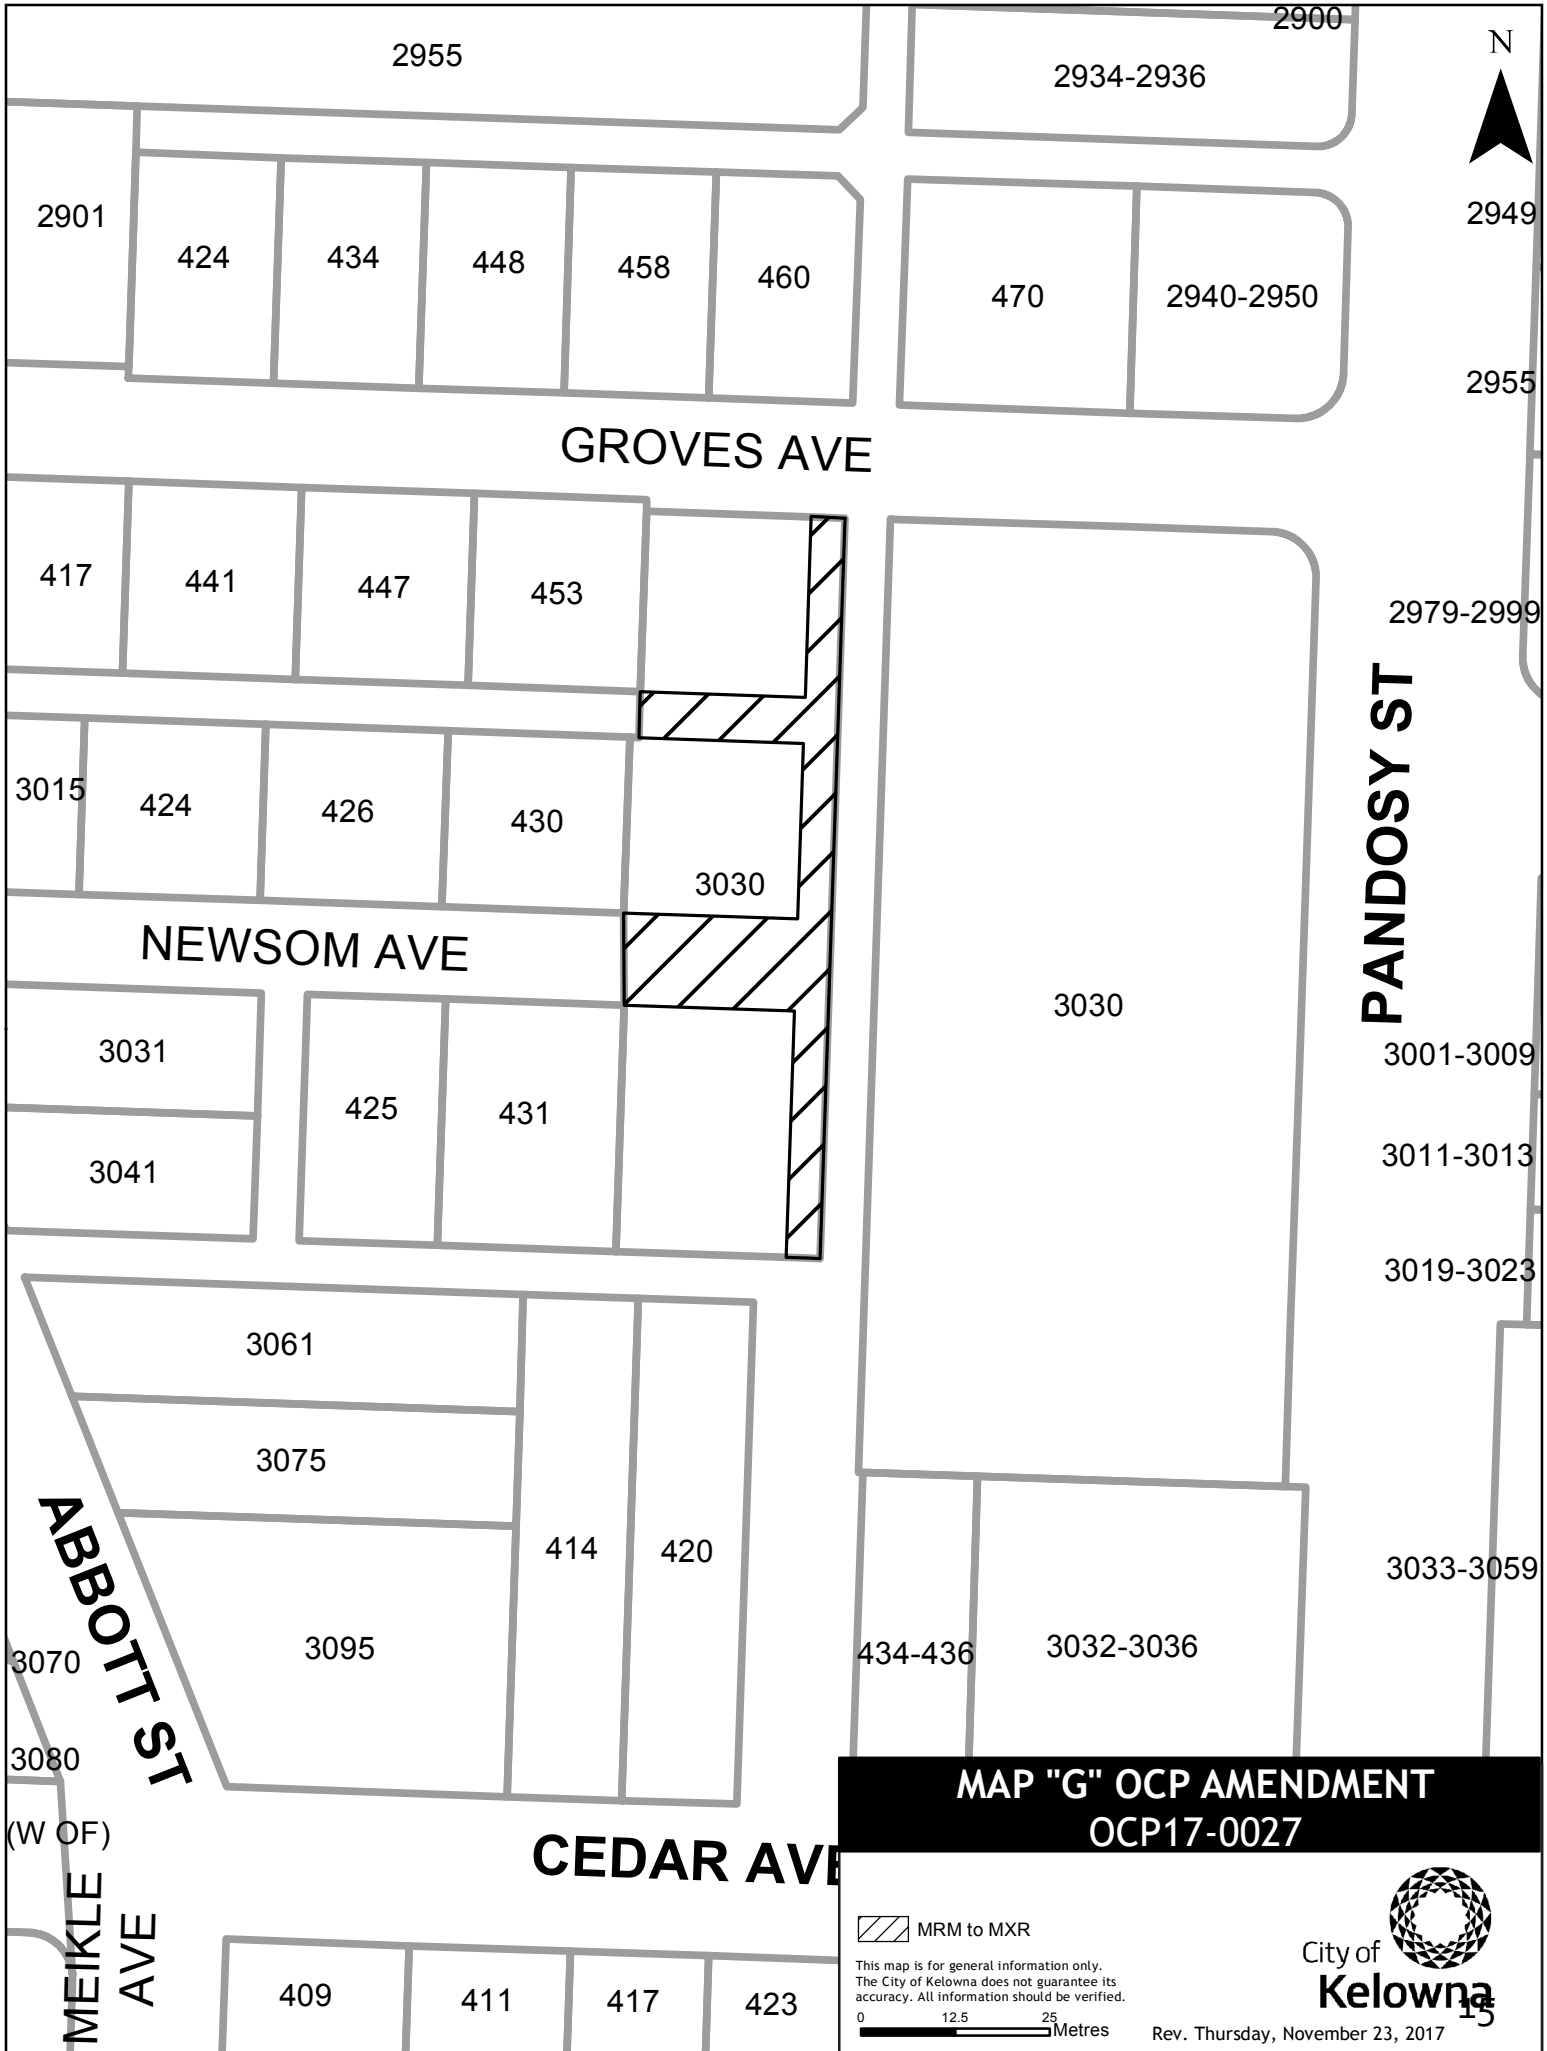 2900
2955
2934-2936
N
2901
424
434
448
458
460
470
2940-2950
2949
2955
GROVES AVE
417
441
447
453
2979-2999
3015
424
426
430
3030
PANDOSY ST
NEWSOM AVE
3030
3031
425
431
3001-3009
3041
3011-3013
3019-3023
3061
3075
414
420
3033-3059
ABBOTT ST
3095
434-436
3032-3036
3070
3080
(W OF)
MEIKLE
AVE
CEDAR AVE
409
411
417
423
MAP "G" OCP AMENDMENT
OCP17-0027
MRM to MXR
This map is for general information only.
The City of Kelowna does not guarantee its
accuracy. All information should be verified.
0 12.5 25
Metres
City of
Kelowna
15
Rev. Thursday, November 23, 2017